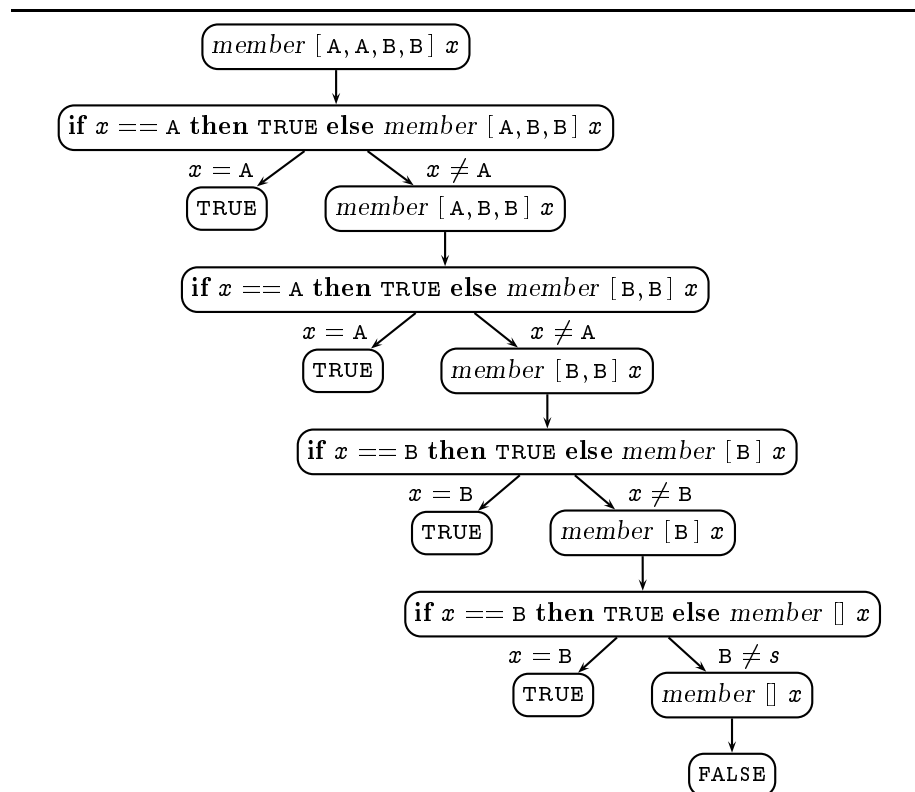 member [A,A,B,B] x
if x == A then TRUE else member [A,B,B] x
x = A x ≠ A
TRUE member [A,B,B] x
if x == A then TRUE else member [B,B] x
x = A x ≠ A
TRUE member [B,B] x
if x == B then TRUE else member [B] x
x = B x ≠ B
TRUE member [B] x
if x == B then TRUE else member [] x
x = B B ≠ s
TRUE member [] x
FALSE